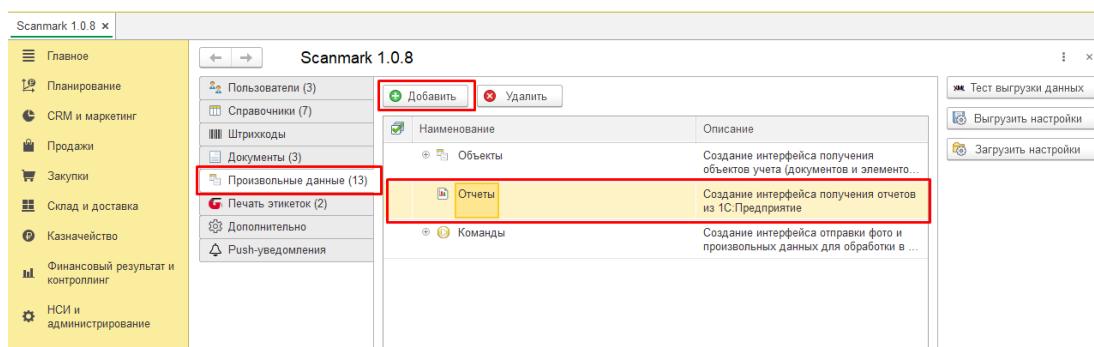 Scanmark 1.0.8 ×
Главное
Планирование
CRM и маркетинг
Продажи
Закупки
Склад и доставка
Казначейство
Финансовый результат и
контроллинг
НСИ и
администрирование
Scanmark 1.0.8
Пользователи (3)
Справочники (7)
Штрихкоды
Документы (3)
Произвольные данные (13)
Печать этикеток (2)
Дополнительно
Push-уведомления
Добавить
Удалить
Наименование
Описание
Объекты
Создание интерфейса получения
объектов учета (документов и элементо...
Отчеты
Создание интерфейса получения отчетов
из 1С:Предприятие
Команды
Создание интерфейса отправки фото и
произвольных данных для обработки в ...
XML Тест выгрузки данных
Выгрузить настройки
Загрузить настройки